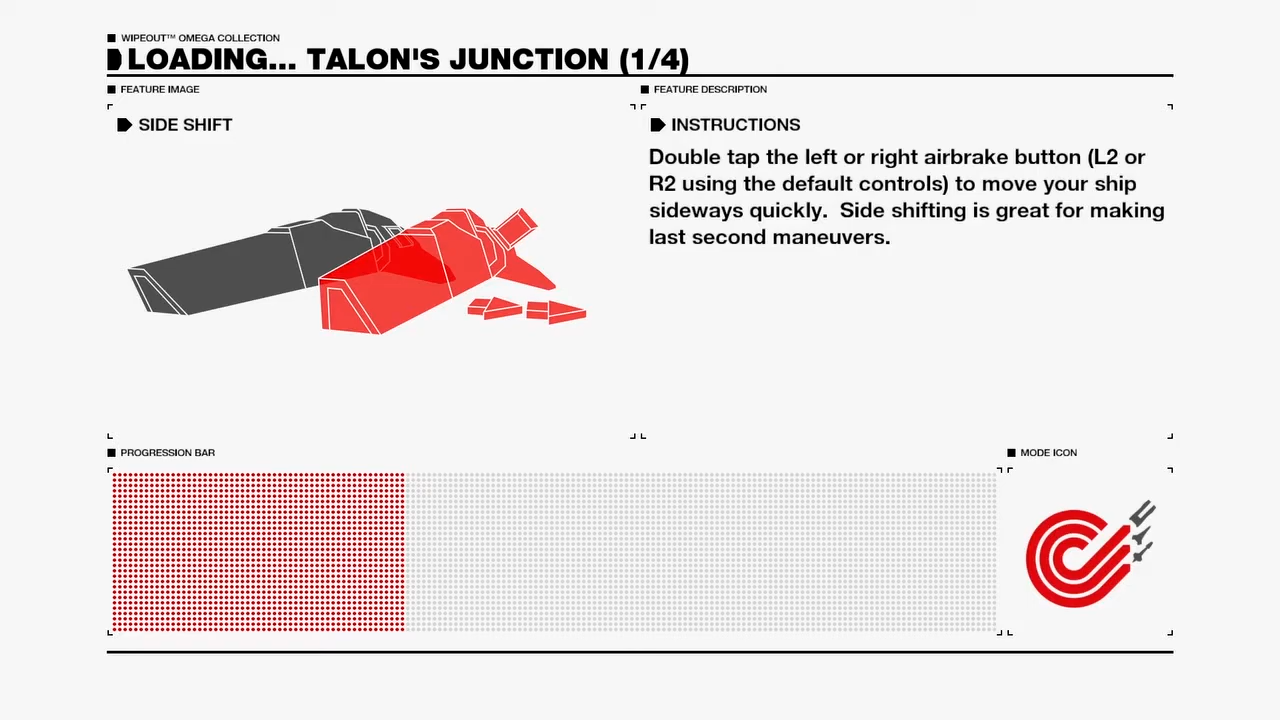 WIPEOUT™ OMEGA COLLECTION
LOADING... TALON'S JUNCTION (1/4)
FEATURE IMAGE
SIDE SHIFT
FEATURE DESCRIPTION
INSTRUCTIONS
Double tap the left or right airbrake button (L2 or
R2 using the default controls) to move your ship
sideways quickly.  Side shifting is great for making
last second maneuvers.
PROGRESSION BAR
MODE ICON